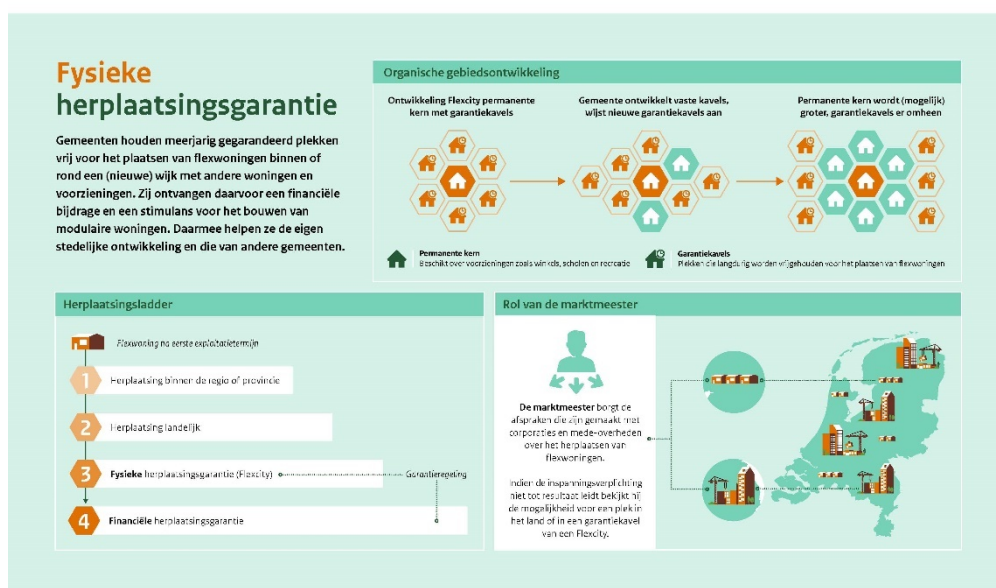 Fysieke
herplaatsingsgarantie
Gemeenten houden meerjarig gegarandeerd plekken
vrij voor het plaatsen van flexwoningen binnen of
rond een (nieuwe) wijk met andere woningen en
voorzieningen. Zij ontvangen daarvoor een financiële
bijdrage en een stimulans voor het bouwen van
modulaire woningen. Daarmee helpen ze de eigen
stedelijke ontwikkeling en die van andere gemeenten.
Organische gebiedsontwikkeling
Ontwikkeling Flexcity permanente
kern met garantiekavels
Gemeente ontwikkelt vaste kavels,
wijst nieuwe garantiekavels aan
Permanente kern wordt (mogelijk)
groter, garantiekavels er omheen
Permanente kern
Beschikt over voorzieningen zoals winkels, scholen en recreatie
Garantiekavels
Plekken die langdurig worden vrijgehouden voor het plaatsen van flexwoningen
Herplaatsingsladder
Flexwoning na eerste exploitatietermijn
1 Herplaatsing binnen de regio of provincie
2 Herplaatsing landelijk
3 Fysieke herplaatsingsgarantie (Flexcity)
Garantieregeling
4 Financiële herplaatsingsgarantie
Rol van de marktmeester
De marktmeester borgt de
afspraken die zijn gemaakt met
corporaties en mede-overheden
over het herplaatsen van
flexwoningen.
Indien de inspanningsverplichting
niet tot resultaat leidt bekijkt hij
de mogelijkheid voor een plek in
het land of in een garantiekavel
van een Flexcity.